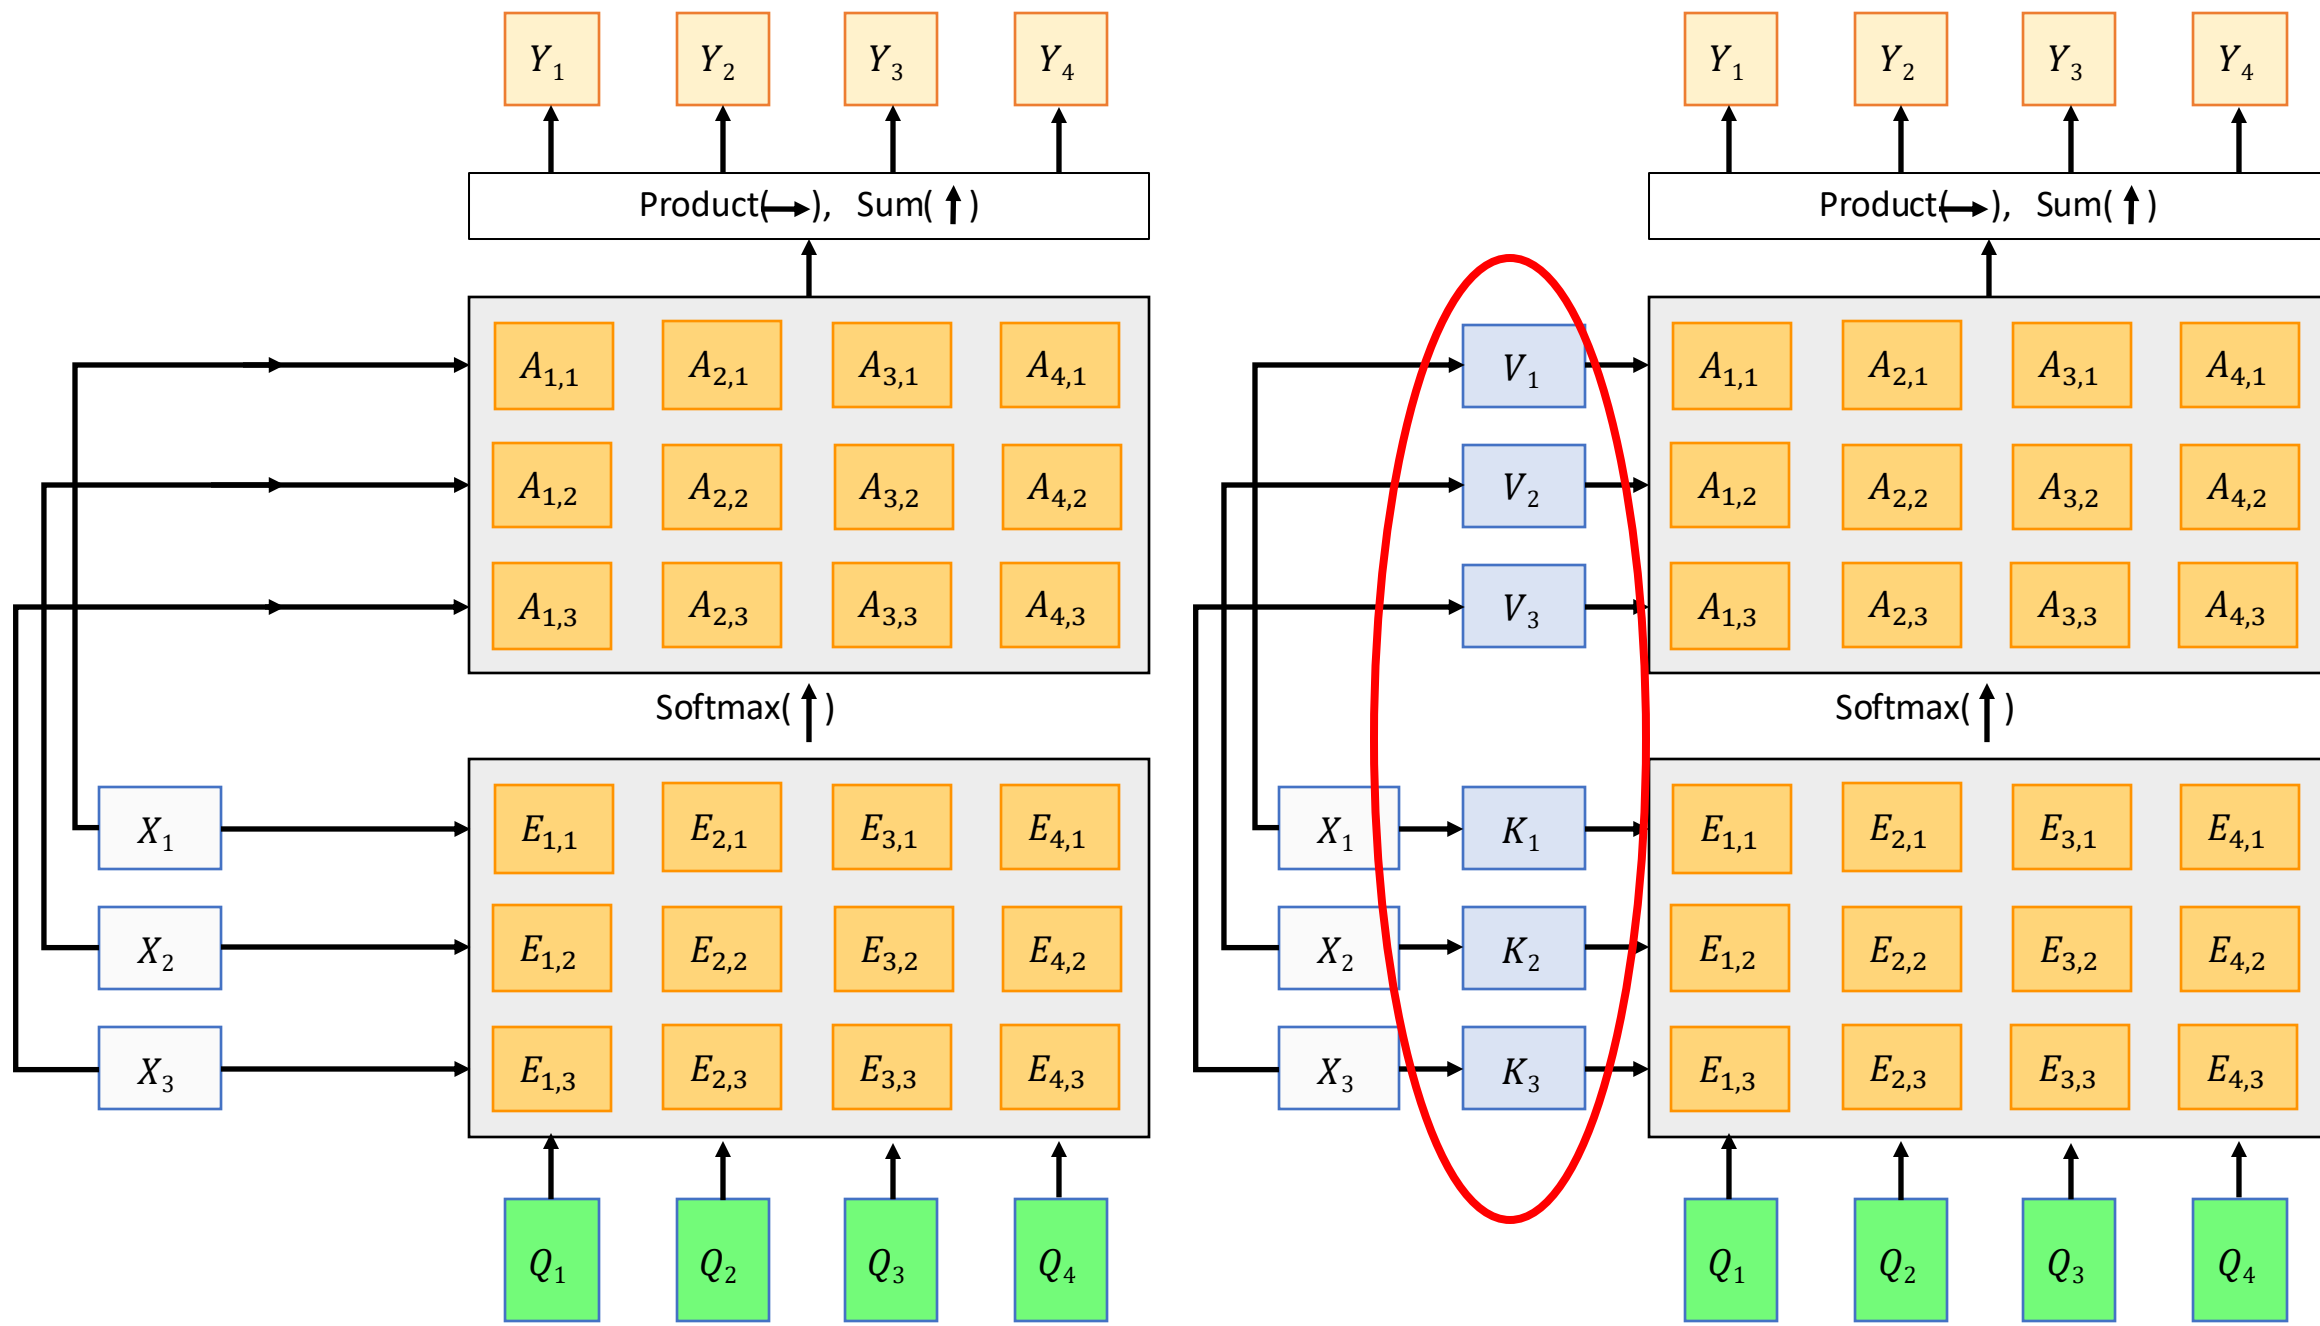 Y₁ Y₂ Y₃ Y₄
Product(→), Sum(↑)
A₁,₁ A₂,₁ A₃,₁ A₄,₁
A₁,₂ A₂,₂ A₃,₂ A₄,₂
A₁,₃ A₂,₃ A₃,₃ A₄,₃
Softmax(↑)
X₁ E₁,₁ E₂,₁ E₃,₁ E₄,₁
X₂ E₁,₂ E₂,₂ E₃,₂ E₄,₂
X₃ E₁,₃ E₂,₃ E₃,₃ E₄,₃
Q₁ Q₂ Q₃ Q₄
Y₁ Y₂ Y₃ Y₄
Product(→), Sum(↑)
V₁ A₁,₁ A₂,₁ A₃,₁ A₄,₁
V₂ A₁,₂ A₂,₂ A₃,₂ A₄,₂
V₃ A₁,₃ A₂,₃ A₃,₃ A₄,₃
Softmax(↑)
X₁ K₁ E₁,₁ E₂,₁ E₃,₁ E₄,₁
X₂ K₂ E₁,₂ E₂,₂ E₃,₂ E₄,₂
X₃ K₃ E₁,₃ E₂,₃ E₃,₃ E₄,₃
Q₁ Q₂ Q₃ Q₄